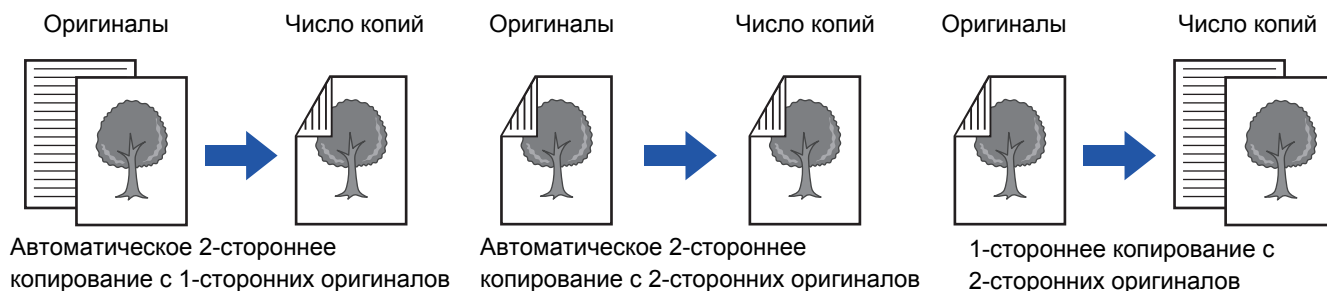 Оригиналы
Число копий
Оригиналы
Число копий
Оригиналы
Число копий
Автоматическое 2-стороннее
копирование с 1-сторонних оригиналов
Автоматическое 2-стороннее
копирование с 2-сторонних оригиналов
1-стороннее копирование с
2-сторонних оригиналов